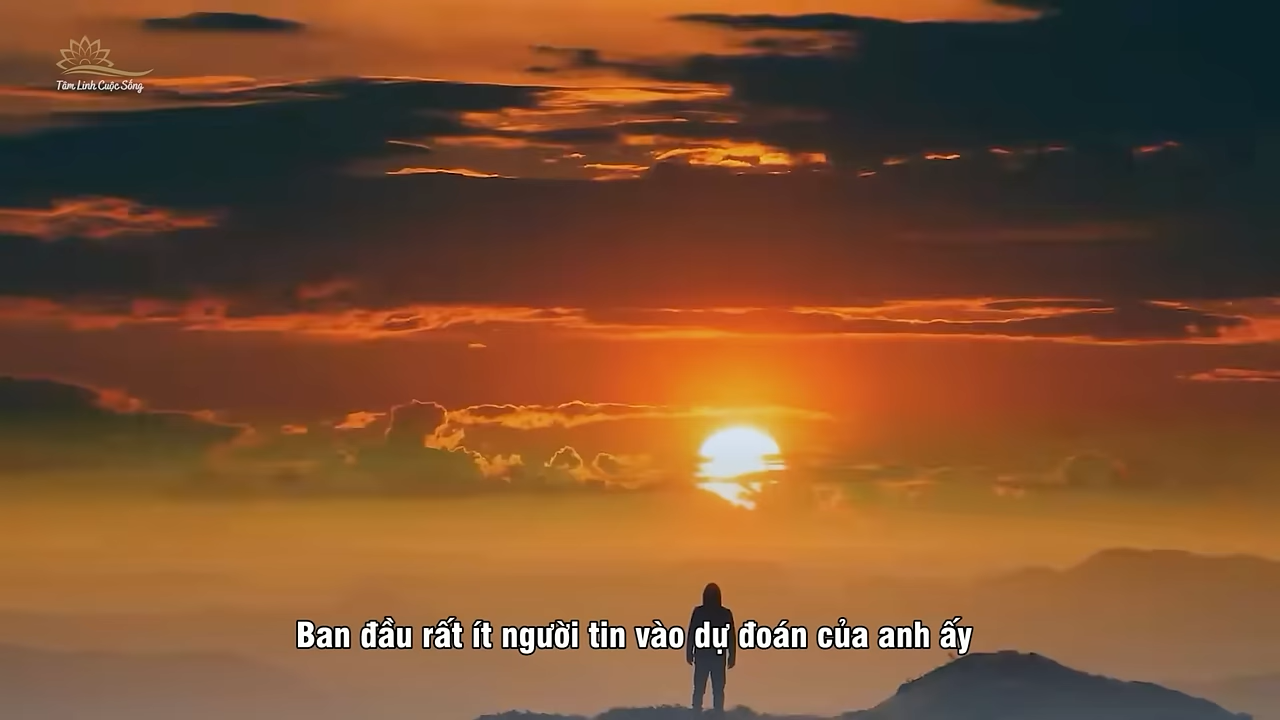 Tâm Linh Cuộc Sống
Ban đầu rất ít người tin vào dự đoán của anh ấy